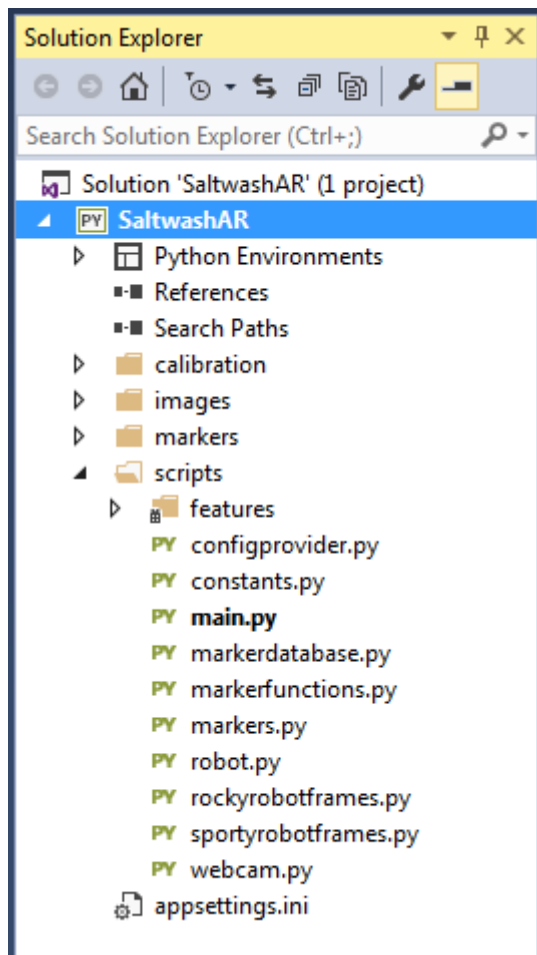 Solution Explorer
Search Solution Explorer (Ctrl+;)
Solution 'SaltwashAR' (1 project)
PY SaltwashAR
Python Environments
References
Search Paths
calibration
images
markers
scripts
features
PY configprovider.py
PY constants.py
PY main.py
PY markerdatabase.py
PY markerfunctions.py
PY markers.py
PY robot.py
PY rockyrobotframes.py
PY sportyrobotframes.py
PY webcam.py
appsettings.ini